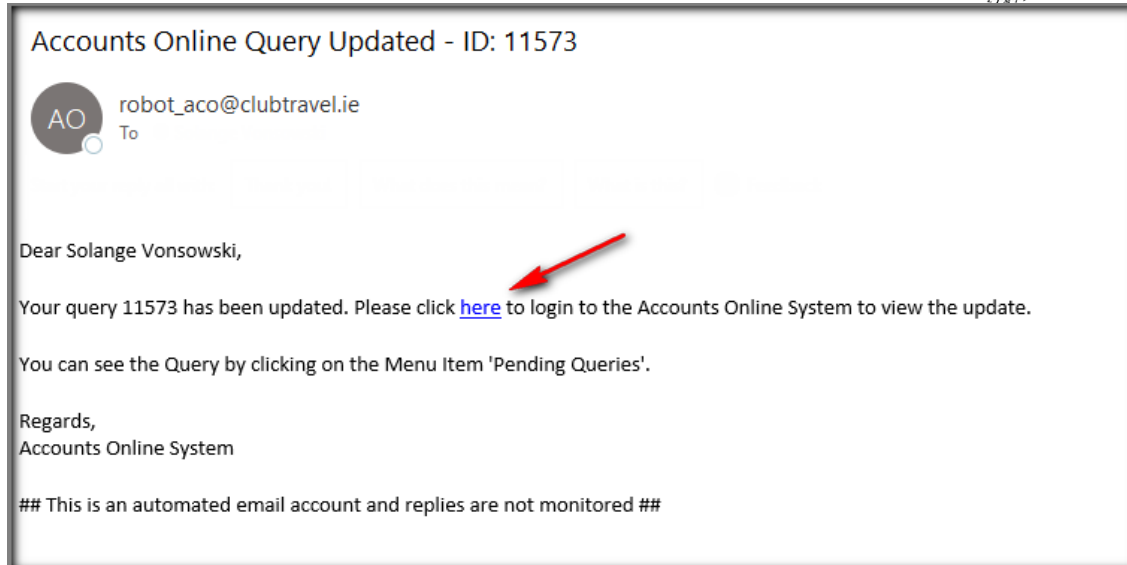 Accounts Online Query Updated - ID: 11573
AO
robot_aco@clubtravel.ie
To
Dear Solange Vonsowski,
Your query 11573 has been updated. Please click here to login to the Accounts Online System to view the update.
You can see the Query by clicking on the Menu Item 'Pending Queries'.
Regards,
Accounts Online System
## This is an automated email account and replies are not monitored ##